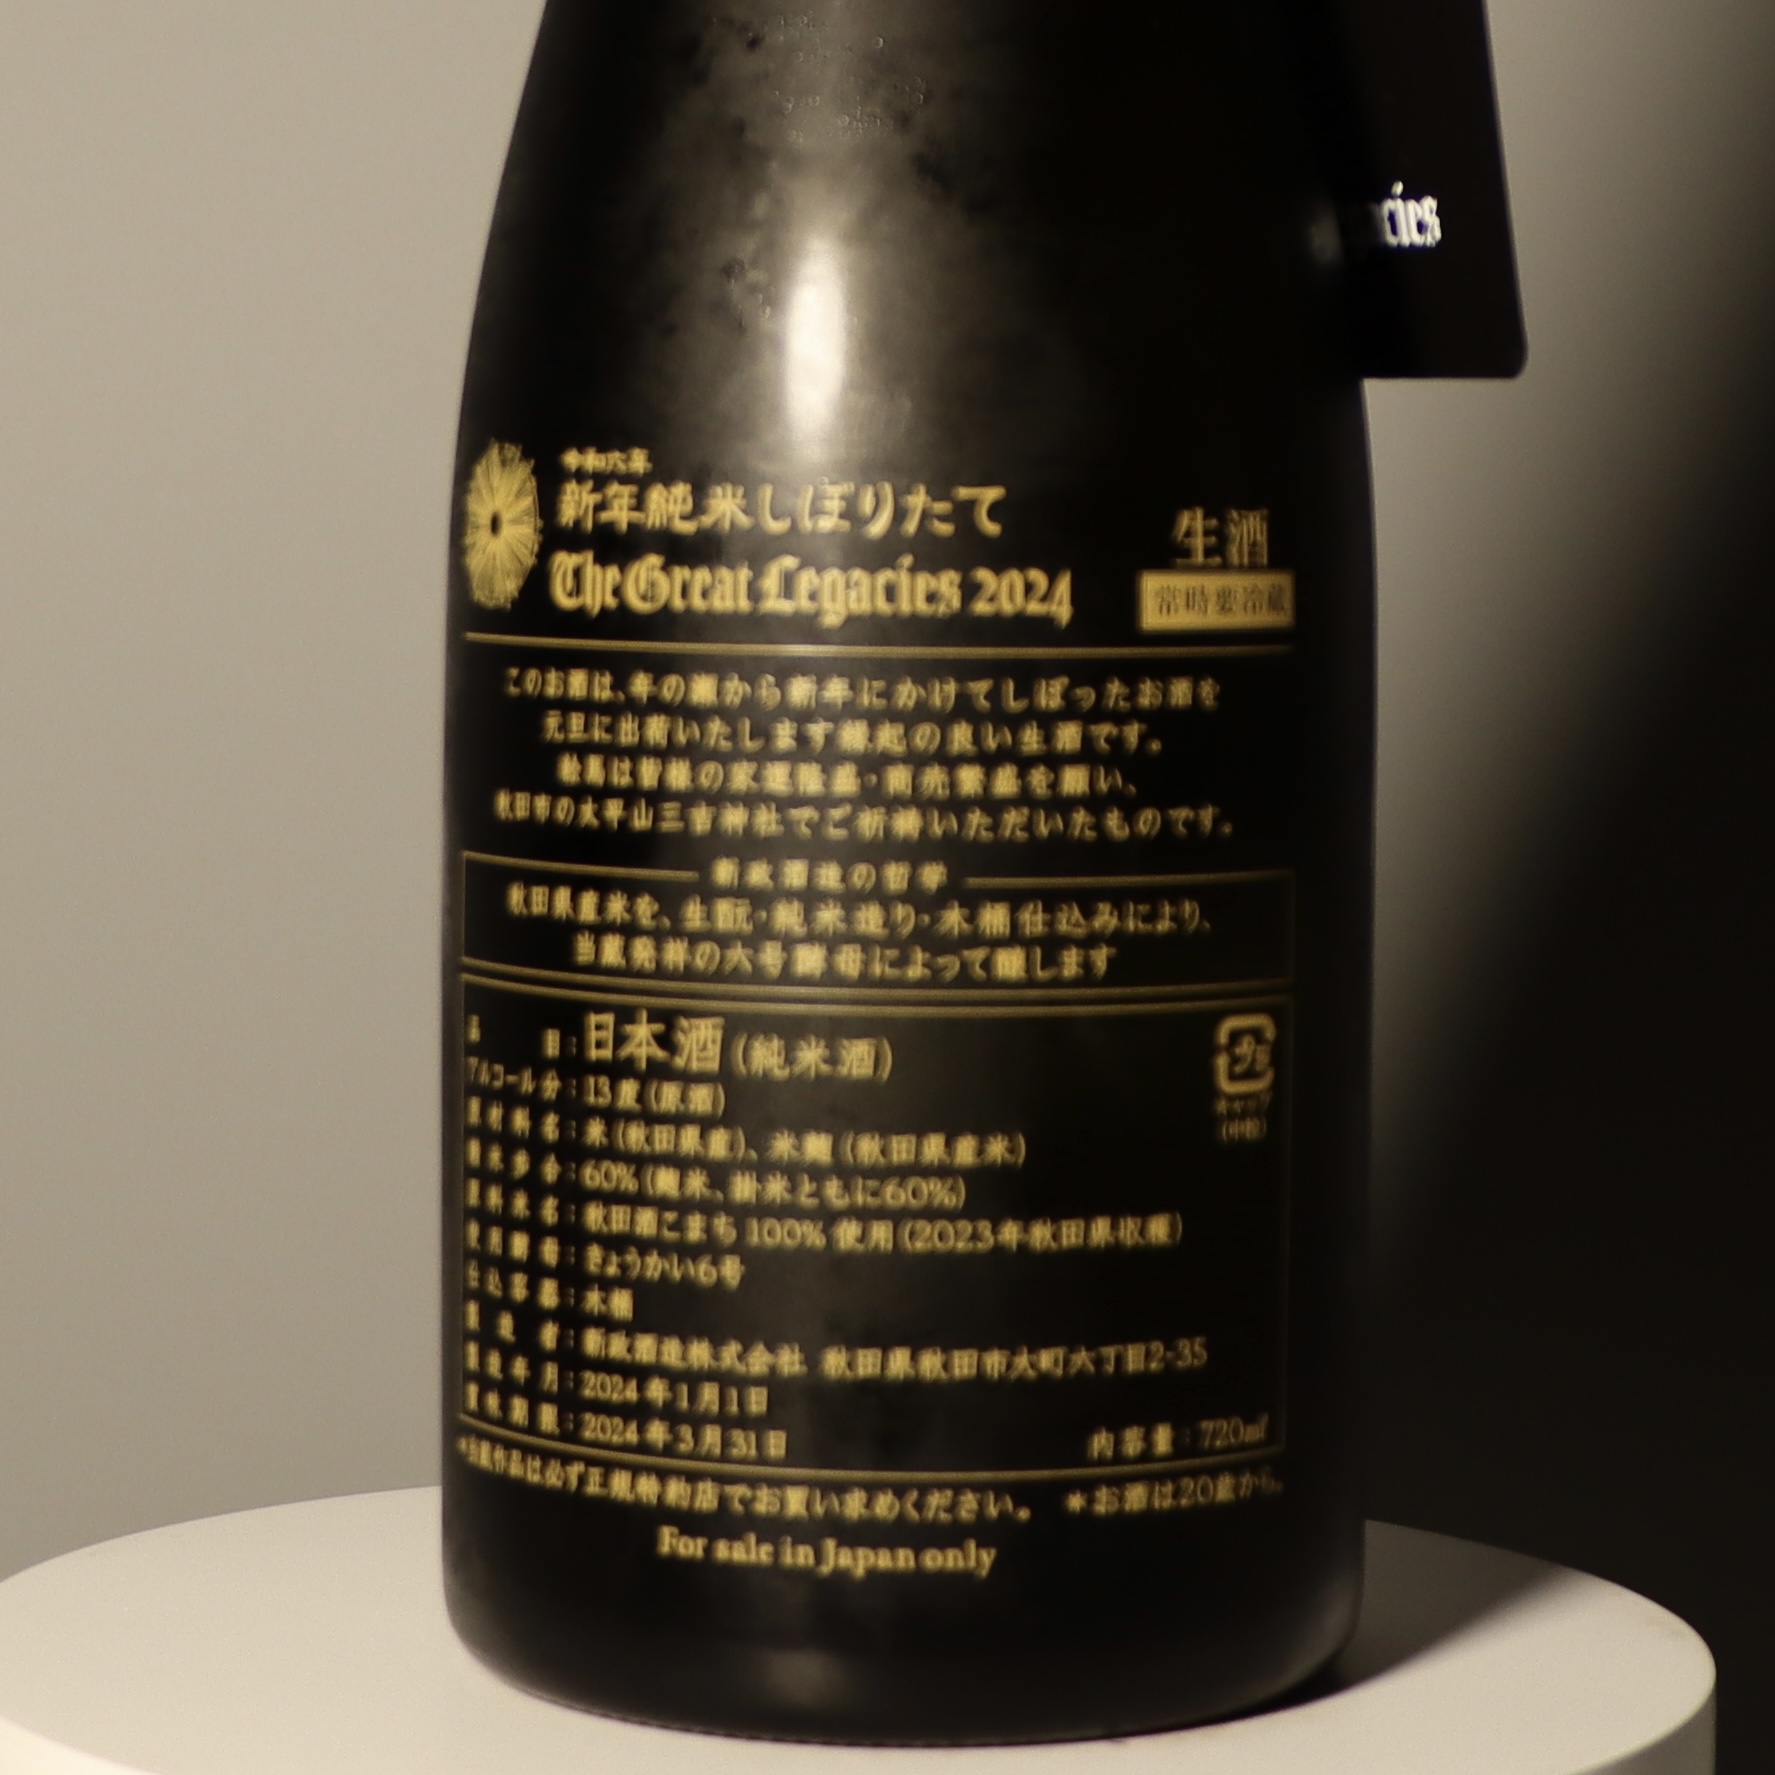 cies
令和六年
新年純米しぼりたて
The Great Legacies 2024
生酒
常時要冷蔵
このお酒は、年の瀬から新年にかけてしぼったお酒を
元旦に出荷いたします縁起の良い生酒です。
絵馬は皆様の家運隆盛・商売繁盛を願い、
秋田市の太平山三吉神社でご祈祷いただいたものです。
新政酒造の哲学
秋田県産米を、生酛・純米造り・木桶仕込みにより、
当蔵発祥の六号酵母によって醸します
品目：日本酒（純米酒）
アルコール分：13度（原酒）
原材料名：米（秋田県産）、米麹（秋田県産米）
精米歩合：60%（麹米、掛米ともに60%）
原料米名：秋田酒こまち 100% 使用（2023年秋田県収穫）
使用酵母：きょうかい6号
仕込容器：木桶
製造者：新政酒造株式会社 秋田県秋田市大町六丁目2-35
製造年月：2024年1月1日
賞味期限：2024年3月31日
内容量：720ml
プラ
キャップ
（中栓）
＊当蔵作品は必ず正規特約店でお買い求めください。 ＊お酒は20歳から。
For sale in Japan only